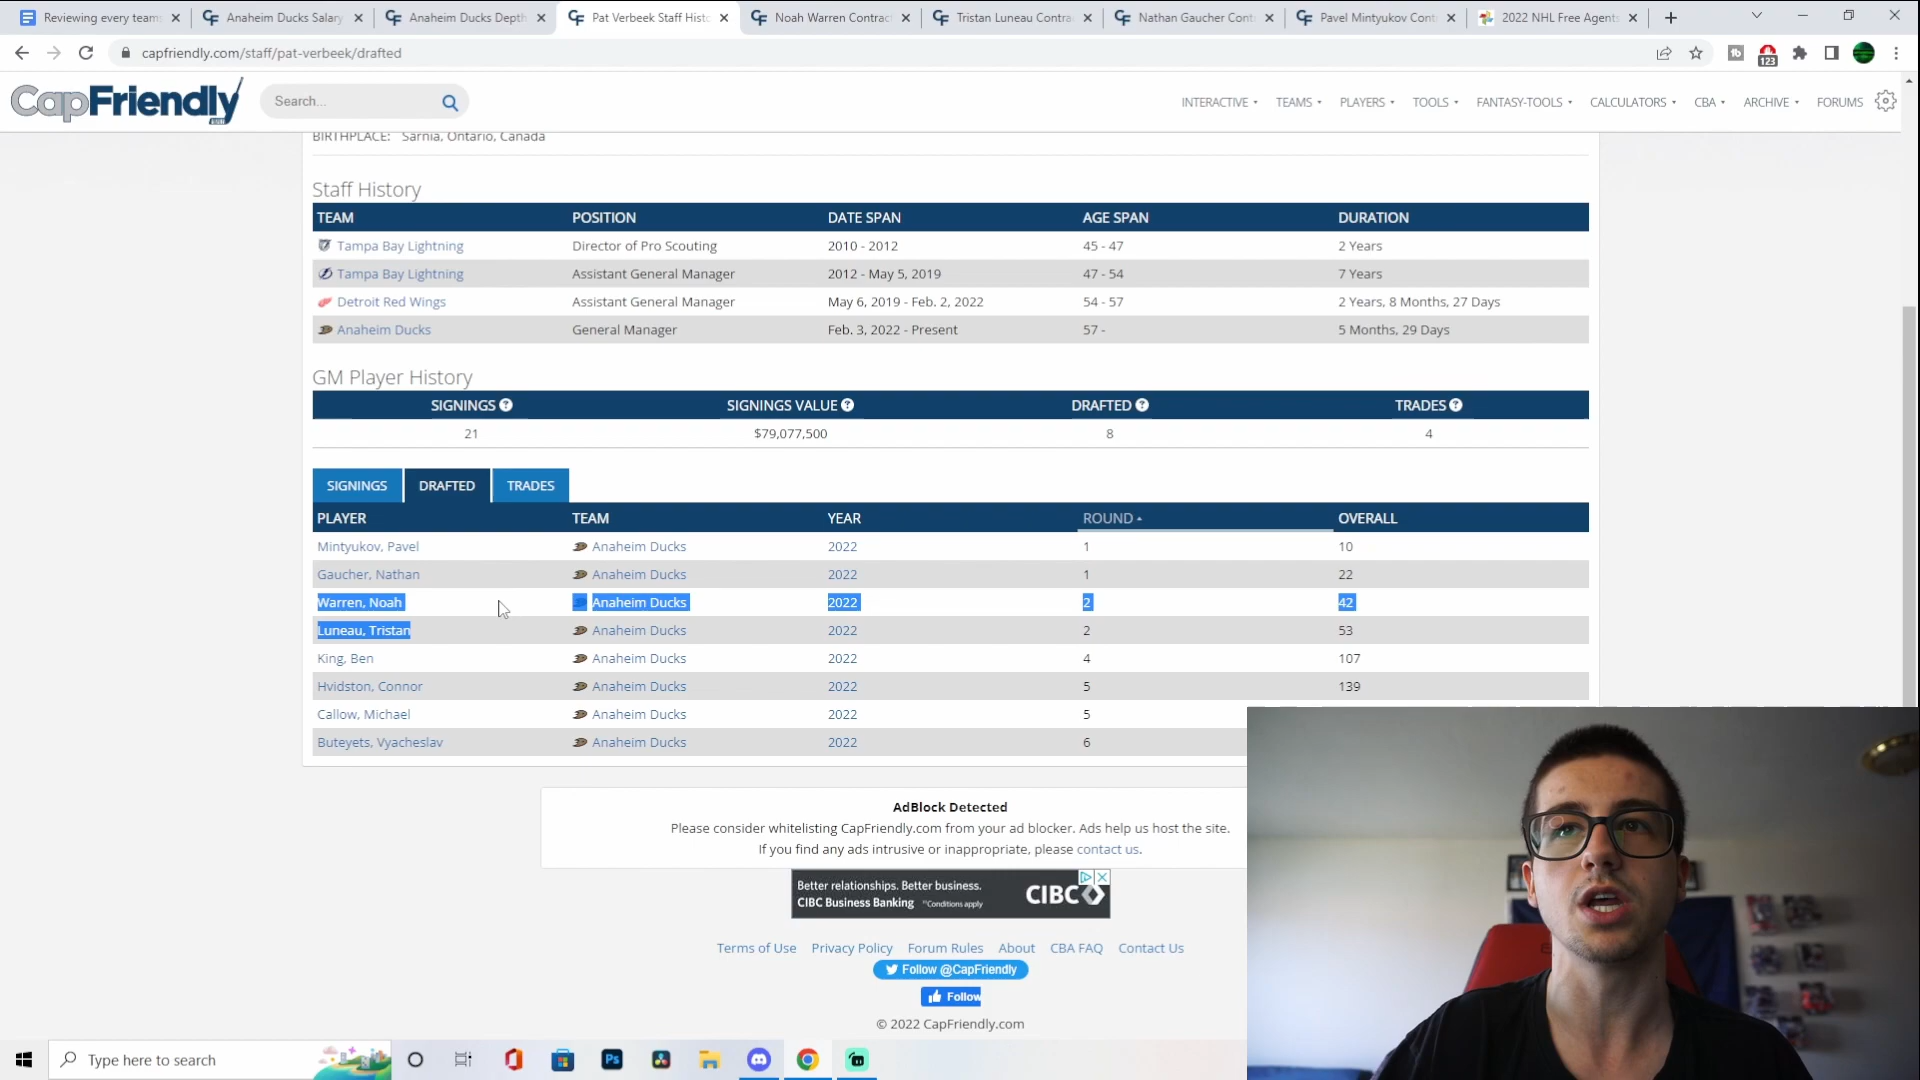 Reviewing every team
Anaheim Ducks Salary
Anaheim Ducks Depth
Pat Verbeek Staff Histo
Noah Warren Contract
Tristan Luneau Contra
Nathan Gaucher Cont
Pavel Mintyukov Cont
2022 NHL Free Agents
capfriendly.com/staff/pat-verbeek/drafted
123
CapFriendly
Search...
INTERACTIVE TEAMS PLAYERS TOOLS FANTASY-TOOLS CALCULATORS CBA ARCHIVE FORUMS
BIRTHPLACE: Sarnia, Ontario, Canada
Staff History
TEAM POSITION DATE SPAN AGE SPAN DURATION
Tampa Bay Lightning Director of Pro Scouting 2010 - 2012 45 - 47 2 Years
Tampa Bay Lightning Assistant General Manager 2012 - May 5, 2019 47 - 54 7 Years
Detroit Red Wings Assistant General Manager May 6, 2019 - Feb. 2, 2022 54 - 57 2 Years, 8 Months, 27 Days
Anaheim Ducks General Manager Feb. 3, 2022 - Present 57 - 5 Months, 29 Days
GM Player History
SIGNINGS SIGNINGS VALUE DRAFTED TRADES
21 $79,077,500 8 4
SIGNINGS DRAFTED TRADES
PLAYER TEAM YEAR ROUND OVERALL
Mintyukov, Pavel Anaheim Ducks 2022 1 10
Gaucher, Nathan Anaheim Ducks 2022 1 22
Warren, Noah Anaheim Ducks 2022 2 42
Luneau, Tristan Anaheim Ducks 2022 2 53
King, Ben Anaheim Ducks 2022 4 107
Hvidston, Connor Anaheim Ducks 2022 5 139
Callow, Michael Anaheim Ducks 2022 5
Buteyets, Vyacheslav Anaheim Ducks 2022 6
AdBlock Detected
Please consider whitelisting CapFriendly.com from your ad blocker. Ads help us host the site.
If you find any ads intrusive or inappropriate, please contact us.
Better relationships. Better business.
CIBC Business Banking *Conditions apply
CIBC
Terms of Use Privacy Policy Forum Rules About CBA FAQ Contact Us
Follow @CapFriendly
Follow
© 2022 CapFriendly.com
Type here to search
Ps